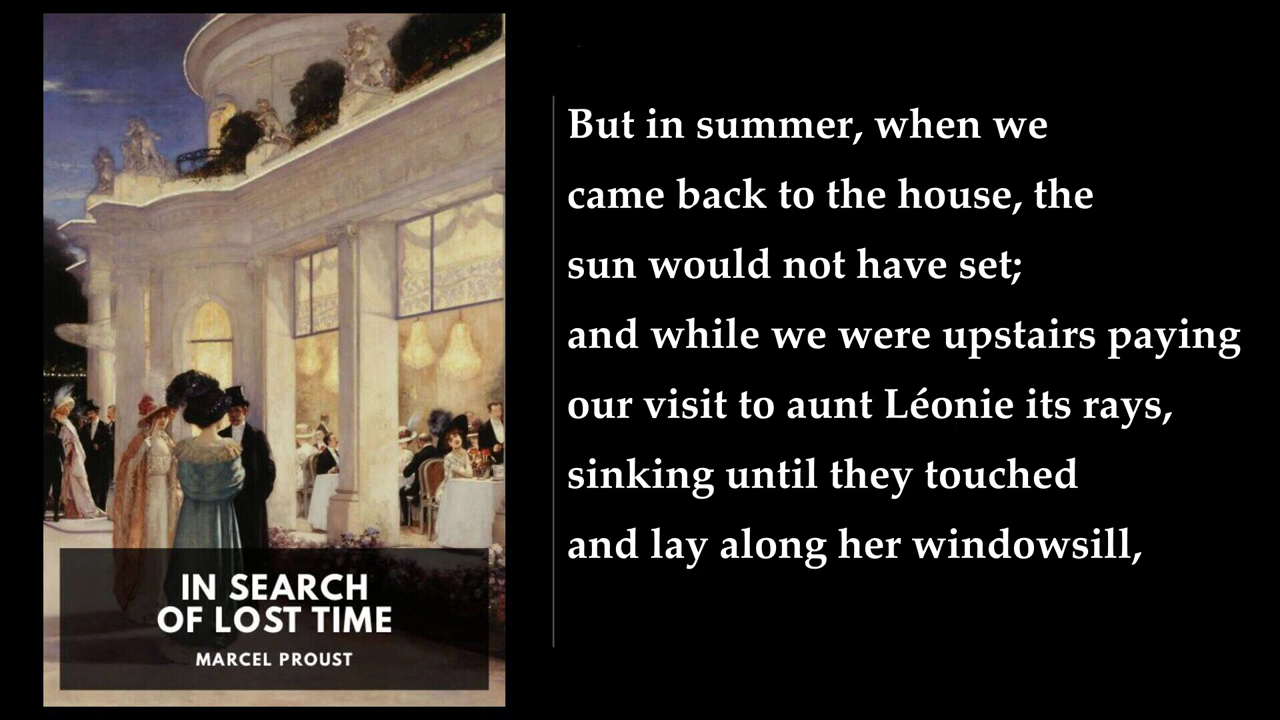 IN SEARCH
OF LOST TIME
MARCEL PROUST
But in summer, when we
came back to the house, the
sun would not have set;
and while we were upstairs paying
our visit to aunt Léonie its rays,
sinking until they touched
and lay along her windowsill,